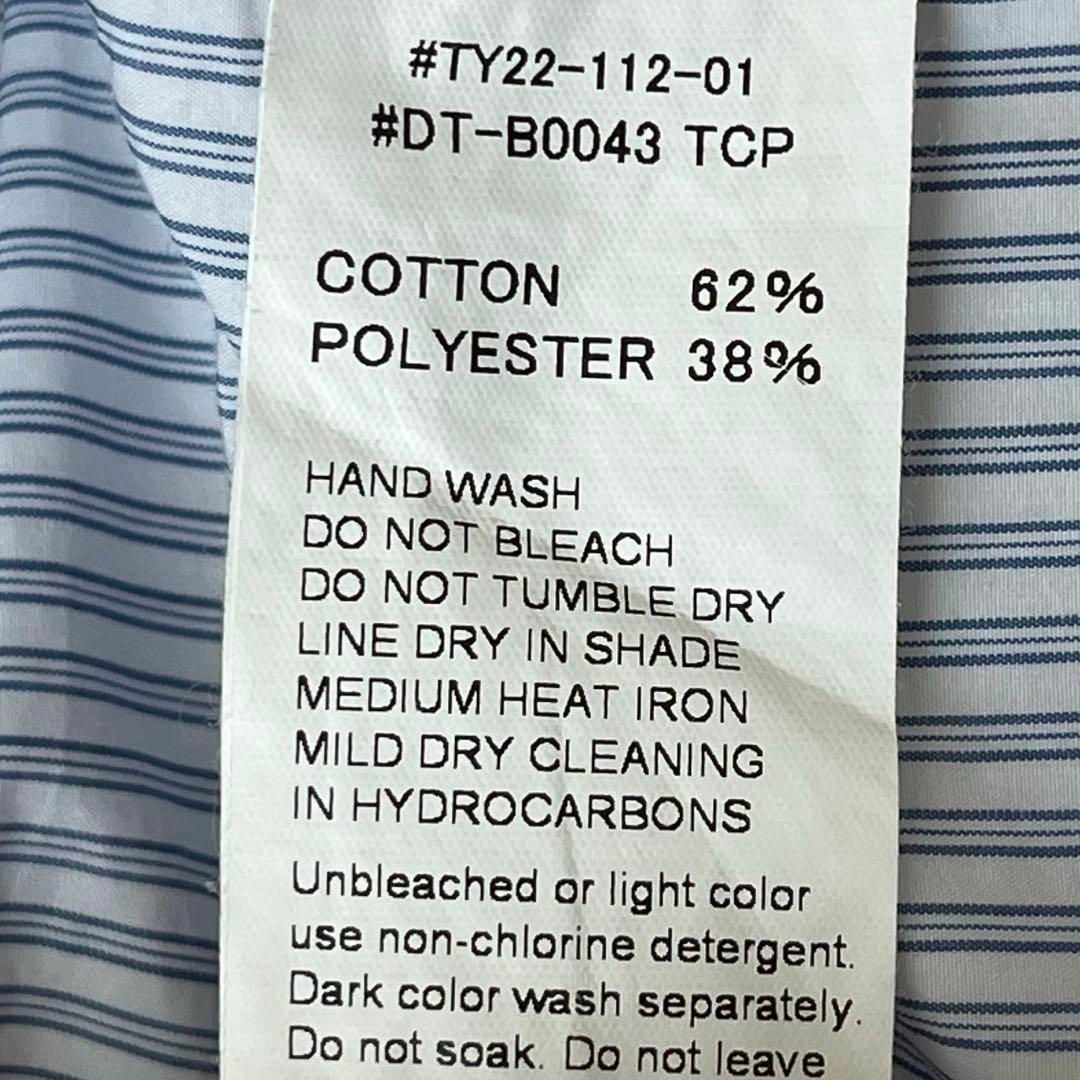 #TY22-112-01
#DT-B0043 TCP
COTTON 62%
POLYESTER 38%
HAND WASH
DO NOT BLEACH
DO NOT TUMBLE DRY
LINE DRY IN SHADE
MEDIUM HEAT IRON
MILD DRY CLEANING
IN HYDROCARBONS
Unbleached or light color
use non-chlorine detergent.
Dark color wash separately.
Do not soak. Do not leave